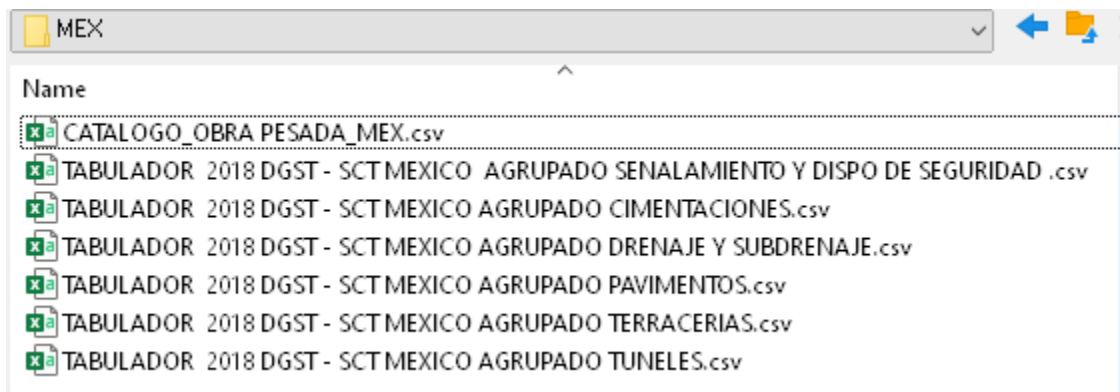 MEX
Name
CATALOGO_OBRA PESADA_MEX.csv
TABULADOR  2018 DGST - SCT MEXICO  AGRUPADO SENALAMIENTO Y DISPO DE SEGURIDAD .csv
TABULADOR  2018 DGST - SCT MEXICO AGRUPADO CIMENTACIONES.csv
TABULADOR  2018 DGST - SCT MEXICO AGRUPADO DRENAJE Y SUBDRENAJE.csv
TABULADOR  2018 DGST - SCT MEXICO AGRUPADO PAVIMENTOS.csv
TABULADOR  2018 DGST - SCT MEXICO AGRUPADO TERRACERIAS.csv
TABULADOR  2018 DGST - SCT MEXICO AGRUPADO TUNELES.csv